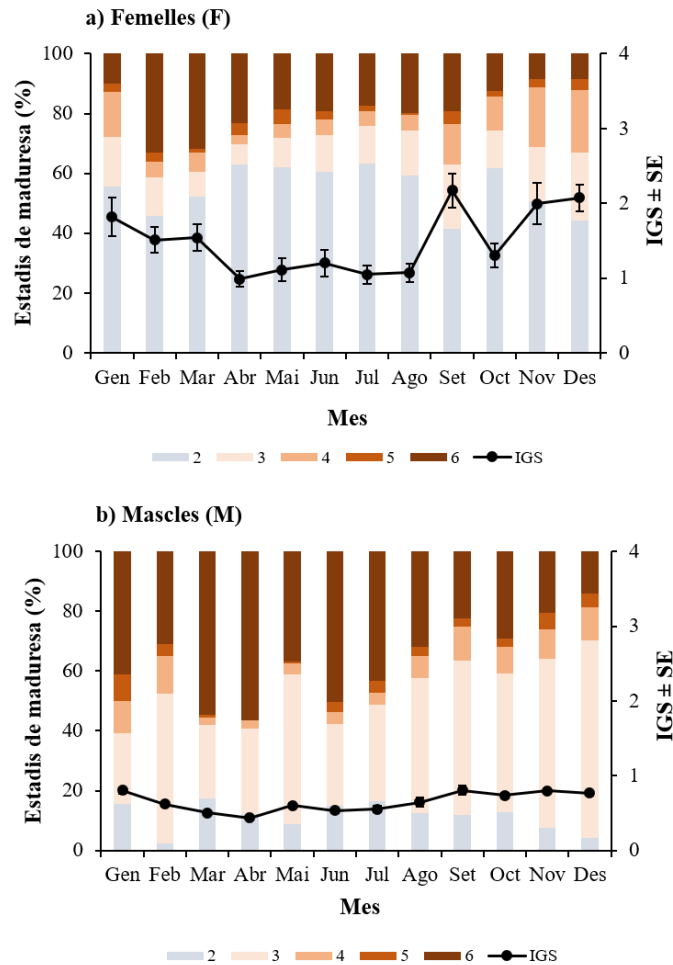 a) Femelles (F)
Estadis de maduresa (%)
100
80
60
40
20
0
4
3
2
1
0
IGS ± SE
Gen Feb Mar Abr Mai Jun Jul Ago Set Oct Nov Des
Mes
2 3 4 5 6 IGS
b) Mascles (M)
Estadis de maduresa (%)
100
80
60
40
20
0
4
3
2
1
0
IGS ± SE
Gen Feb Mar Abr Mai Jun Jul Ago Set Oct Nov Des
Mes
2 3 4 5 6 IGS